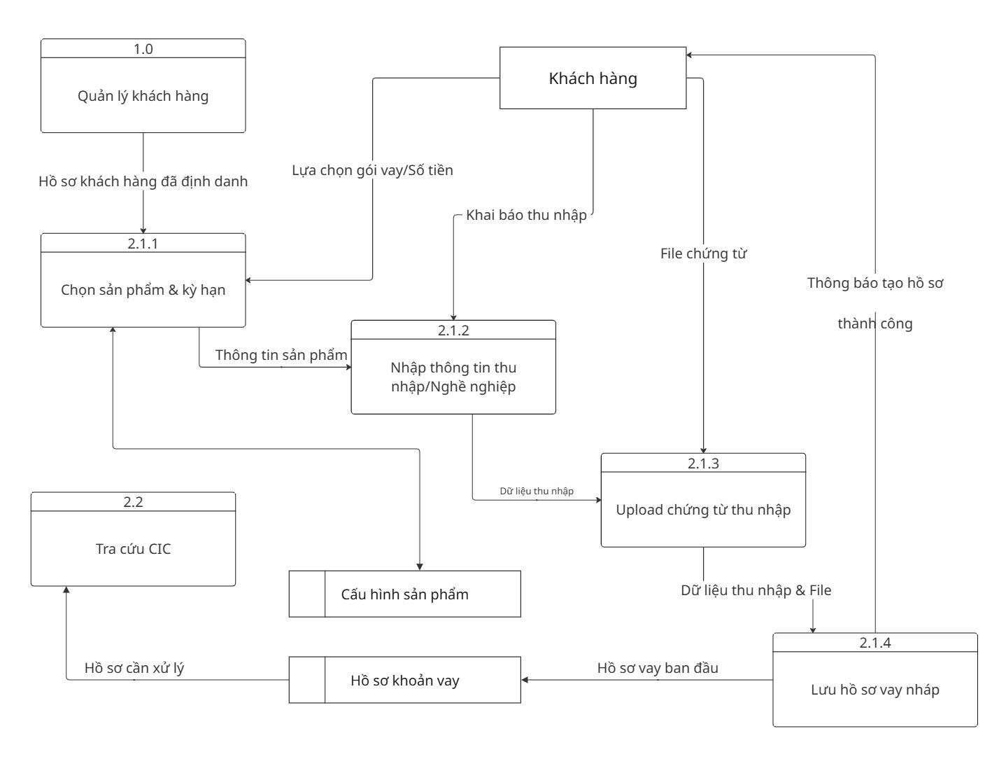 1.0
Quản lý khách hàng
Khách hàng
Lựa chọn gói vay/Số tiền
Hồ sơ khách hàng đã định danh
Khai báo thu nhập
2.1.1
Chọn sản phẩm & kỳ hạn
File chứng từ
Thông báo tạo hồ sơ
thành công
2.1.2
Nhập thông tin thu
nhập/Nghề nghiệp
Thông tin sản phẩm
2.1.3
Upload chứng từ thu nhập
Dữ liệu thu nhập
2.2
Tra cứu CIC
Cấu hình sản phẩm
Dữ liệu thu nhập & File
2.1.4
Lưu hồ sơ vay nháp
Hồ sơ cần xử lý
Hồ sơ khoản vay
Hồ sơ vay ban đầu